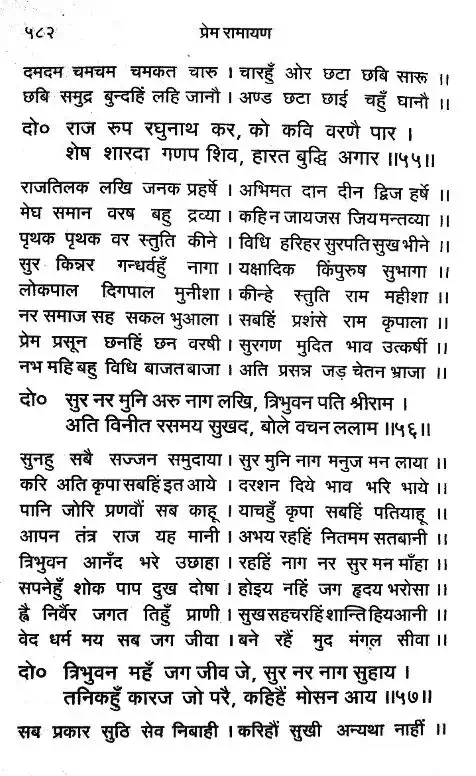 ५८२ प्रेम रामायण
दमदम चमचम चमकत चारू । चारहुँ ओर छटा छबि सारू ॥
छबि समुद्र बुन्दहिं लहि जानौ । अण्ड छटा छाई चहुँ घानौ ॥
दो० राज रुप रघुनाथ कर, को कवि वरणै पार ।
शेष शारदा गणप शिव, हारत बुद्धि अगार ॥५५॥
राजतिलक लखि जनक प्रहर्षे । अभिमत दान दीन द्विज हर्षे ॥
मेघ समान वरष बहु द्रव्या । कहिन जायजस जियमन्तव्या ॥
पृथक पृथक वर स्तुति कीने । विधि हरिहर सुरपति सुख भीने ॥
सुर किन्नर गन्धर्वहुँ नागा । यक्षादिक किंपुरुष सुभागा ॥
लोकपाल दिगपाल मुनीशा । कीन्हे स्तुति राम महीशा ॥
नर समाज सह सकल भुआला । सबहिं प्रशंसे राम कृपाला ॥
प्रेम प्रसून छनहिं छन वरषी । सुरगण मुदित भाव उत्कर्षी ॥
नभ महि बहु विधि बाजत बाजा । अति प्रसन्न जड़ चेतन भ्राजा ॥
दो० सुर नर मुनि अरु नाग लखि, त्रिभुवन पति श्रीराम ।
अति विनीत रसमय सुखद, बोले वचन ललाम ॥५६॥
सुनहु सबै सज्जन समुदाया । सुर मुनि नाग मनुज मन लाया ॥
करि अति कृपा सबहिं इत आये । दरशन दिये भाव भरि भाये ॥
पानि जोरि प्रणवौं सब काहू । याचहुँ कृपा सबहिं पतियाहू ॥
आपन तंत्र राज यह मानी । अभय रहहिं नितमम सतबानी ॥
त्रिभुवन आनँद भरे उछाहा । रहहिं नाग नर सुर मन माँहा ॥
सपनेहुँ शोक पाप दुख दोषा । होइय नहिं जग हृदय भरोसा ॥
ह्वै निर्वैर जगत तिहुँ प्राणी । सुख सहचरहिं शान्ति हियआनी ॥
वेद धर्म मय सब जग जीवा । बने रहैं मुद मंगल सीवा ॥
दो० त्रिभुवन महँ जग जीव जे, सुर नर नाग सुहाय ।
तनिकहुँ कारज जो परै, कहिहैं मोसन आय ॥५७॥
सब प्रकार सुठि सेव निबाही । करिहौं सुखी अन्यथा नाहीं ॥